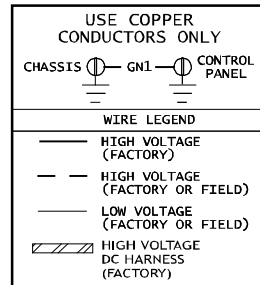 USE COPPER
CONDUCTORS ONLY
CHASSIS GN1 CONTROL
PANEL
WIRE LEGEND
HIGH VOLTAGE
(FACTORY)
HIGH VOLTAGE
(FACTORY OR FIELD)
LOW VOLTAGE
(FACTORY OR FIELD)
HIGH VOLTAGE
DC HARNESS
(FACTORY)